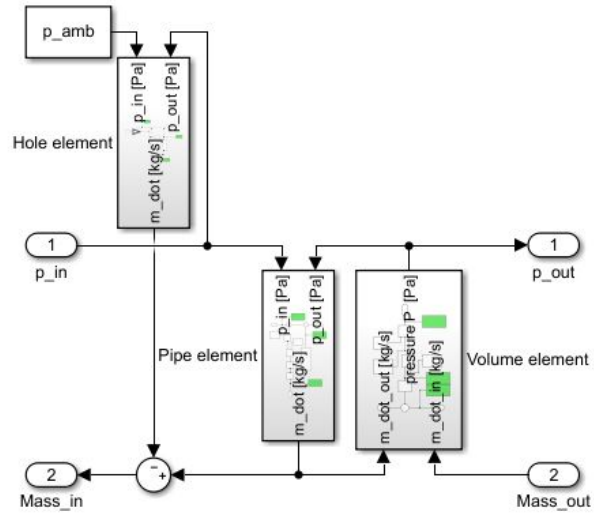 p_amb
p_in [Pa]
p_out [Pa]
m_dot [kg/s]
Hole element
1
p_in
1
p_out
p_in [Pa]
p_out [Pa]
m_dot [kg/s]
Pipe element
m_dot_out [kg/s]
pressure P [Pa]
m_dot_in [kg/s]
Volume element
-
+
2
Mass_in
2
Mass_out